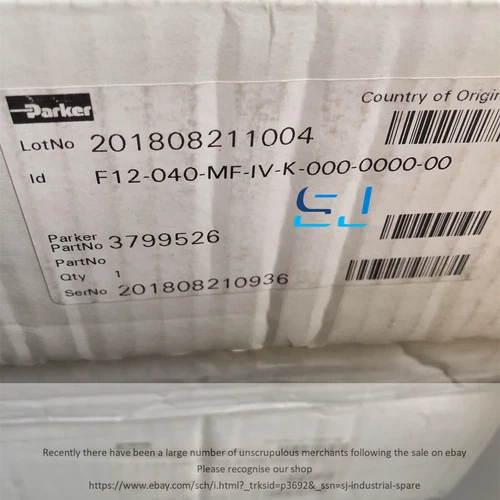 Parker
Country of Origin
LotNo 201808211004
Id F12-040-MF-IV-K-000-0000-00
SJ
Parker
PartNo 3799526
PartNo
Qty 1
SerNo 201808210936
Recently there have been a large number of unscrupulous merchants following the sale on ebay
Please recognise our shop
https://www.ebay.com/sch/i.html?_trksid=p3692&_ssn=sj-industrial-spare